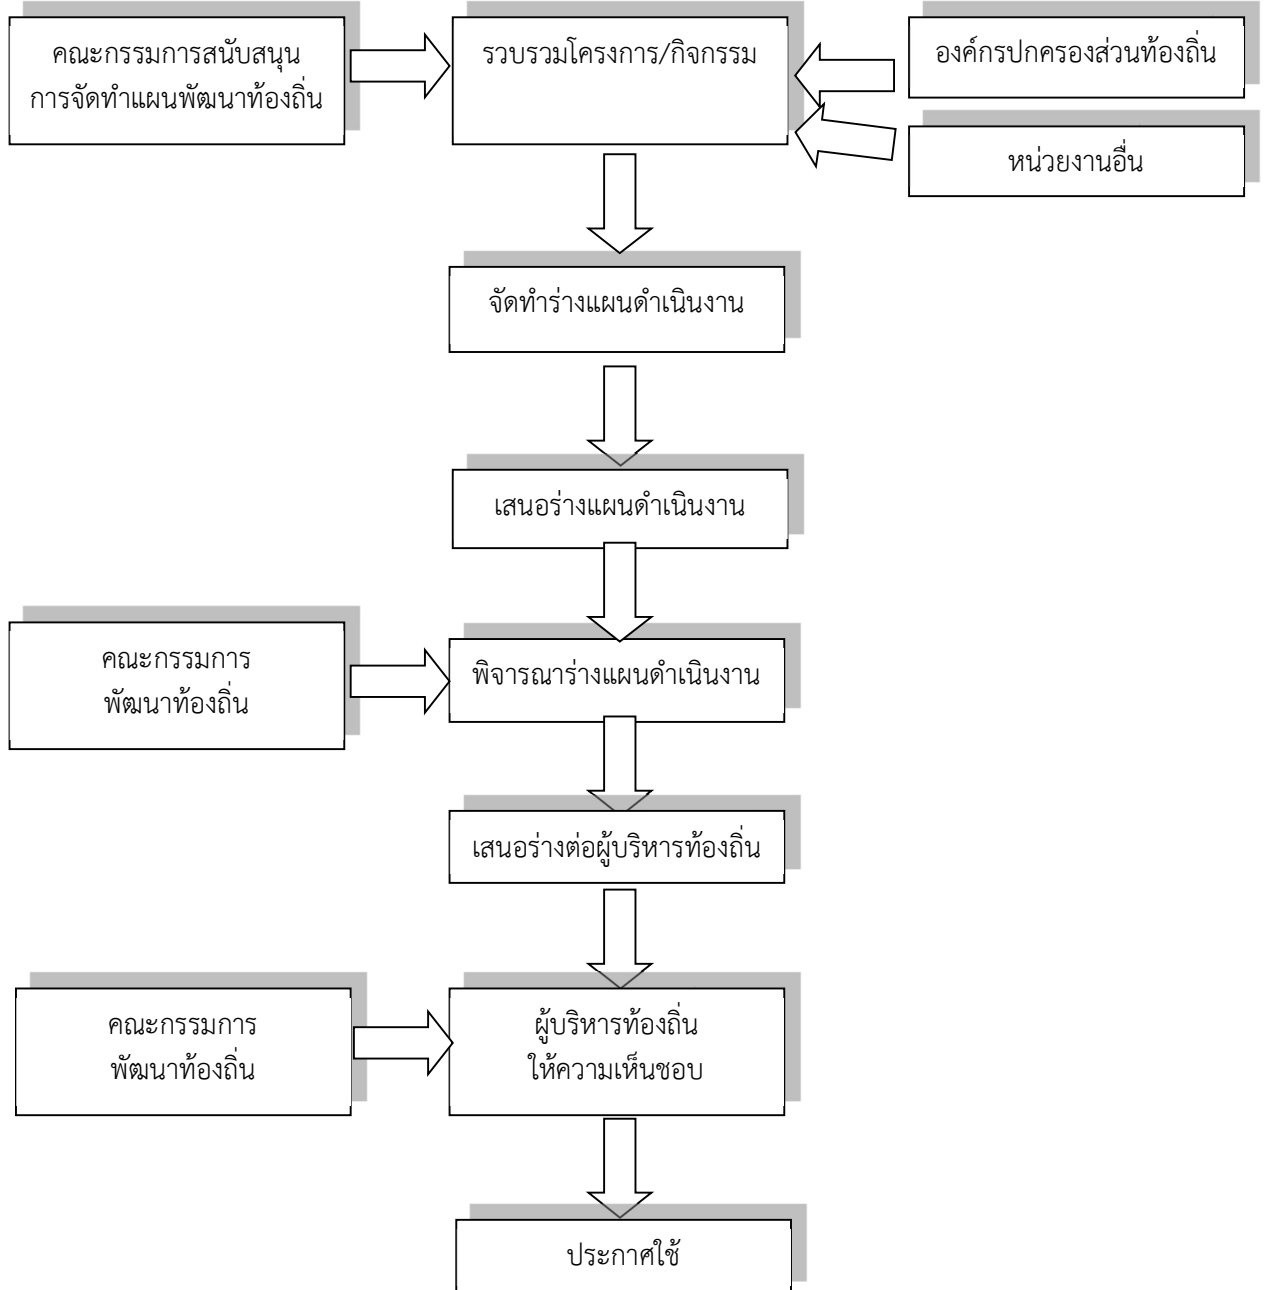 คณะกรรมการสนับสนุน
การจัดทำแผนพัฒนาท้องถิ่น
รวบรวมโครงการ/กิจกรรม
องค์กรปกครองส่วนท้องถิ่น
หน่วยงานอื่น
จัดทำร่างแผนดำเนินงาน
เสนอร่างแผนดำเนินงาน
คณะกรรมการ
พัฒนาท้องถิ่น
พิจารณาร่างแผนดำเนินงาน
เสนอร่างต่อผู้บริหารท้องถิ่น
คณะกรรมการ
พัฒนาท้องถิ่น
ผู้บริหารท้องถิ่น
ให้ความเห็นชอบ
ประกาศใช้